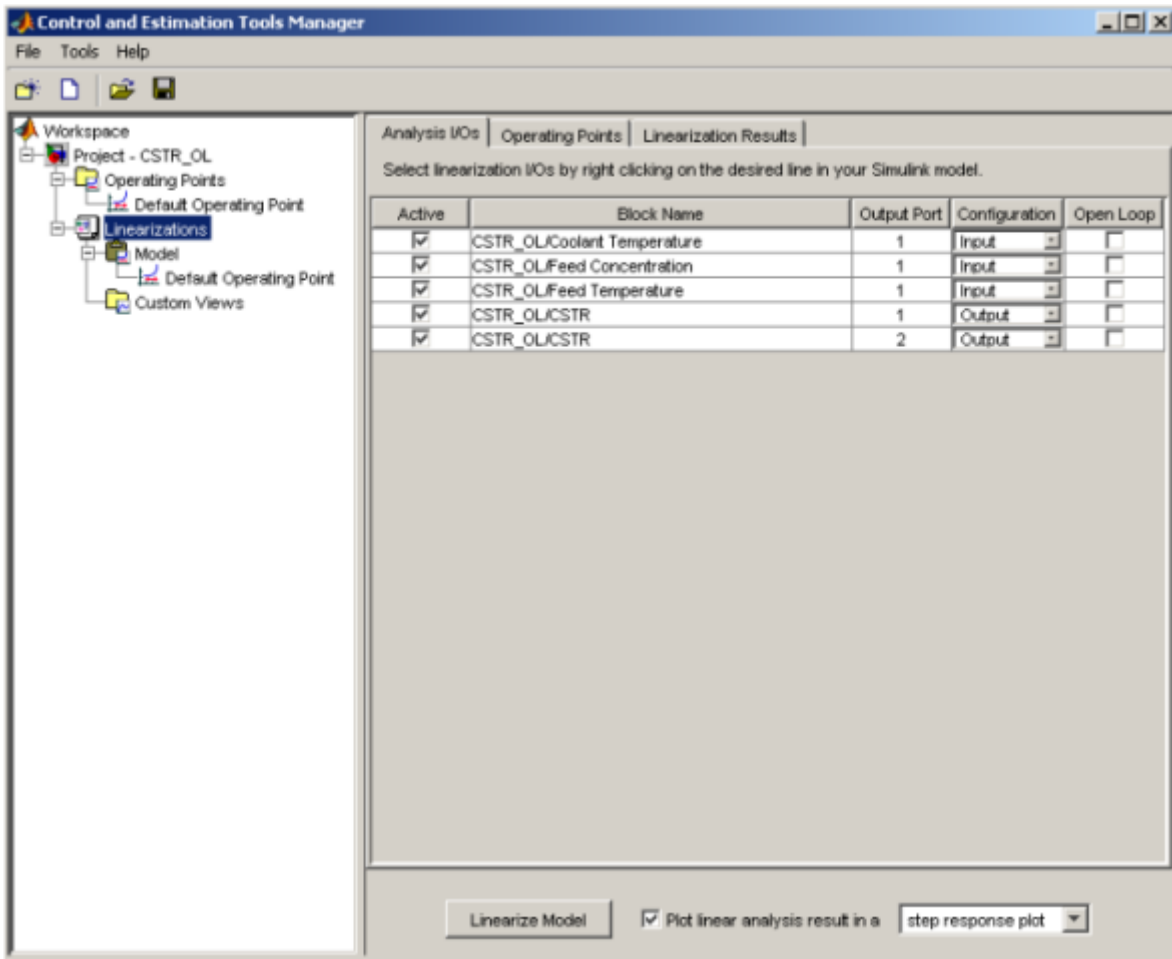 Control and Estimation Tools Manager
File Tools Help
Workspace
Project - CSTR_OL
Operating Points
Default Operating Point
Linearizations
Model
Default Operating Point
Custom Views
Analysis I/Os Operating Points Linearization Results
Select linearization I/Os by right clicking on the desired line in your Simulink model.
Active Block Name Output Port Configuration Open Loop
CSTR_OL/Coolant Temperature 1 Input
CSTR_OL/Feed Concentration 1 Input
CSTR_OL/Feed Temperature 1 Input
CSTR_OL/CSTR 1 Output
CSTR_OL/CSTR 2 Output
Linearize Model Plot linear analysis result in a step response plot